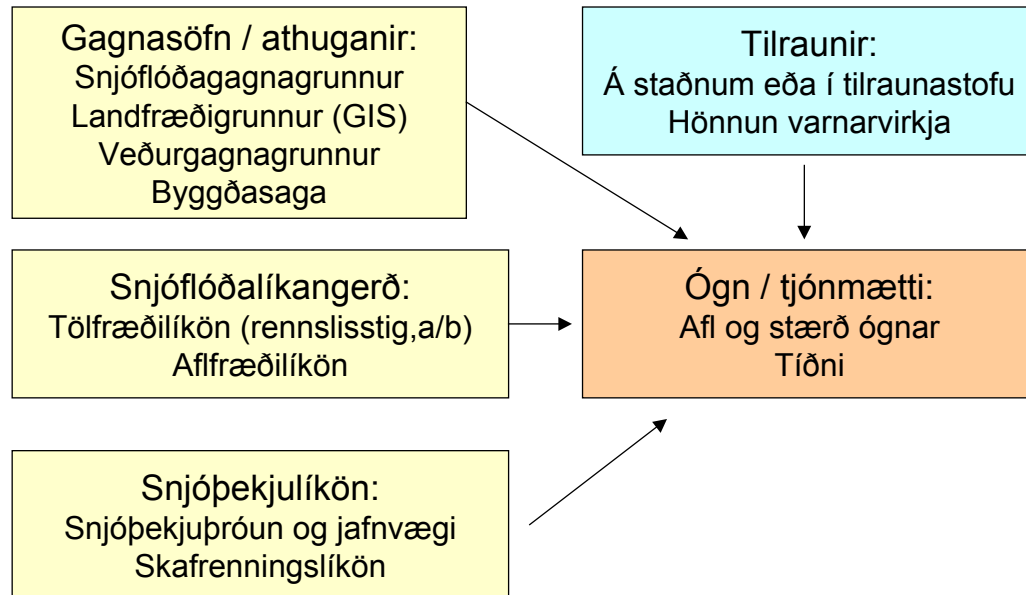 Gagnasöfn / athuganir:
Snjóflóðagagnagrunnur
Landfræðigrunnur (GIS)
Veðurgagnagrunnur
Byggðasaga
Tilraunir:
Á staðnum eða í tilraunastofu
Hönnun varnarvirkja
Snjóflóðalíkangerð:
Tölfræðilíkön (rennslisstig,a/b)
Aflfræðilíkön
Ógn / tjónmætti:
Afl og stærð ógnar
Tíðni
Snjóþekjulíkön:
Snjóþekjuþróun og jafnvægi
Skafrenningslíkön